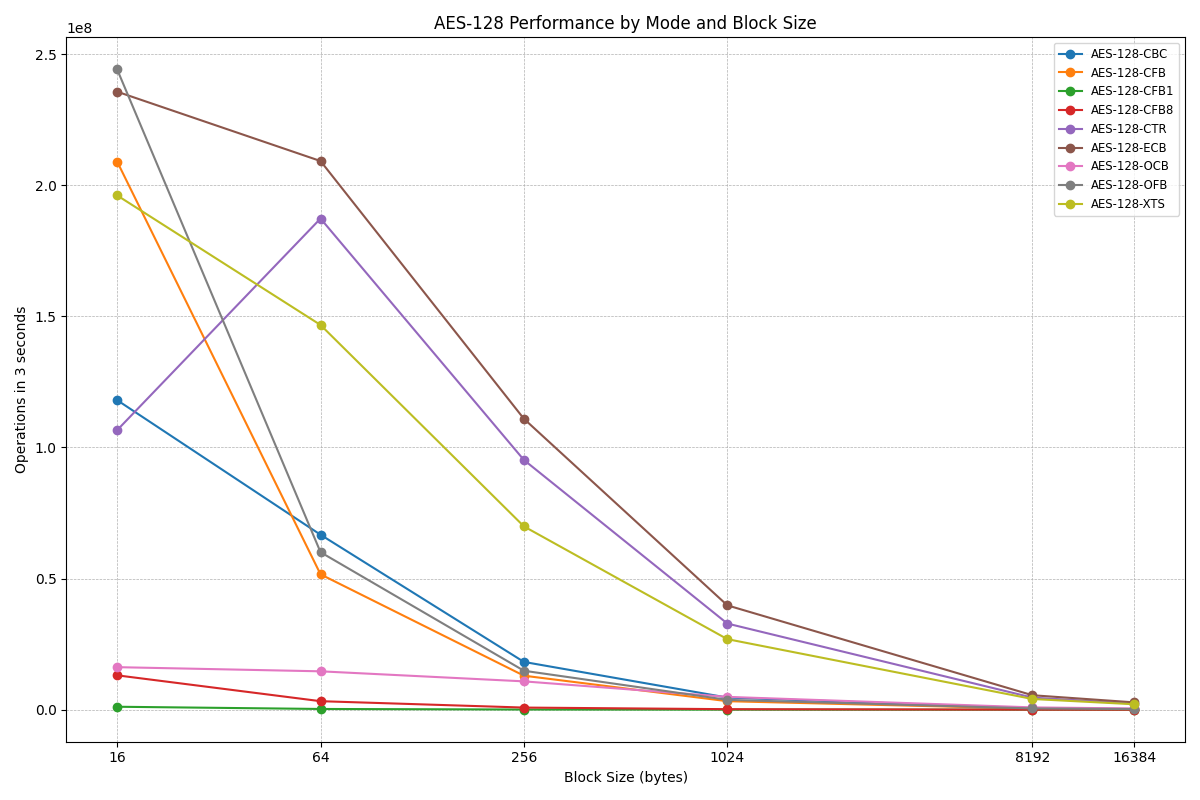 AES-128 Performance by Mode and Block Size
1e8
2.5
2.0
1.5
1.0
0.5
0.0
Operations in 3 seconds
AES-128-CBC
AES-128-CFB
AES-128-CFB1
AES-128-CFB8
AES-128-CTR
AES-128-ECB
AES-128-OCB
AES-128-OFB
AES-128-XTS
16 64 256 1024 8192 16384
Block Size (bytes)